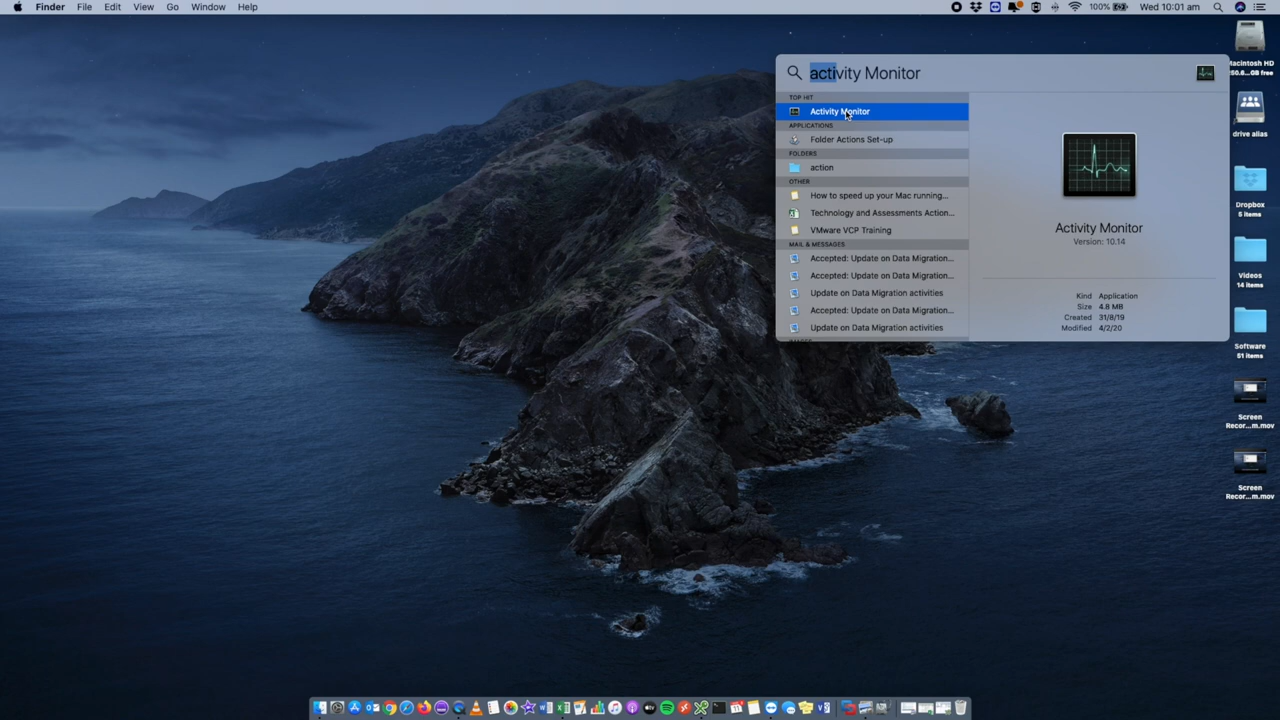 Finder File Edit View Go Window Help
100% Wed 10:01 am
activity Monitor
TOP HIT
Activity Monitor
APPLICATIONS
Folder Actions Set-up
FOLDERS
action
OTHER
How to speed up your Mac running...
Technology and Assessments Action...
VMware VCP Training
MAIL & MESSAGES
Accepted: Update on Data Migration...
Accepted: Update on Data Migration...
Update on Data Migration activities
Accepted: Update on Data Migration...
Update on Data Migration activities
Activity Monitor
Version: 10.14
Kind Application
Size 4.8 MB
Created 31/8/19
Modified 4/2/20
Macintosh HD
...GB free
drive alias
Dropbox
5 items
Videos
14 items
Software
51 items
Screen
Recor...m.mov
Screen
Recor...m.mov